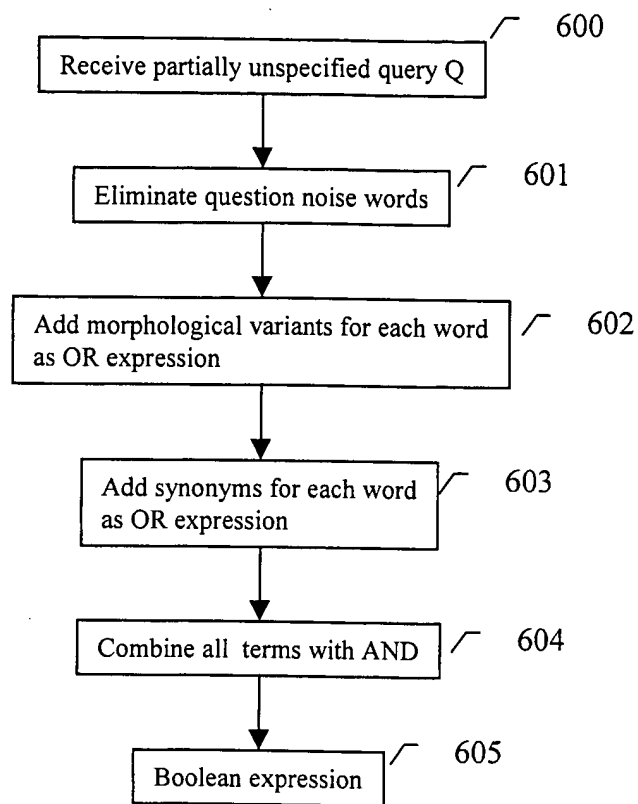 600
Receive partially unspecified query Q
601
Eliminate question noise words
602
Add morphological variants for each word
as OR expression
603
Add synonyms for each word
as OR expression
604
Combine all terms with AND
605
Boolean expression